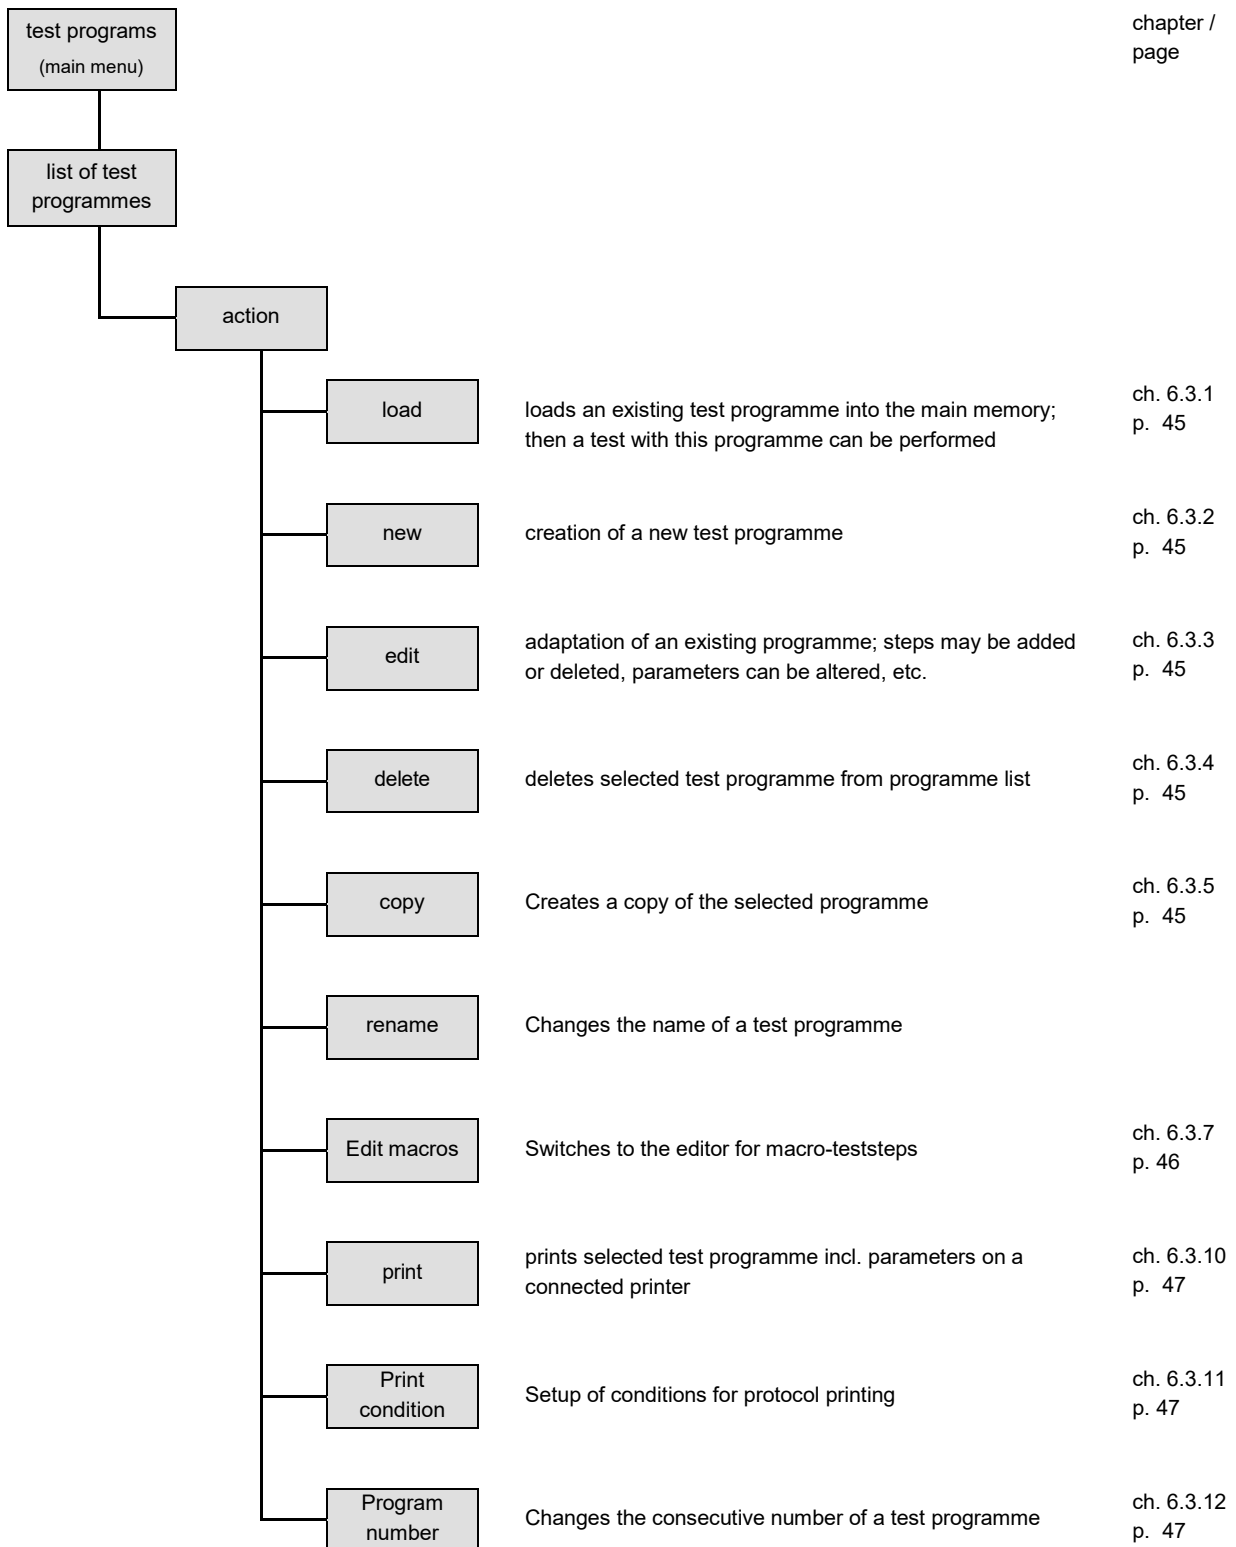 test programs
(main menu)
chapter /
page
list of test
programmes
action
load
loads an existing test programme into the main memory;
then a test with this programme can be performed
ch. 6.3.1
p. 45
new
creation of a new test programme
ch. 6.3.2
p. 45
edit
adaptation of an existing programme; steps may be added
or deleted, parameters can be altered, etc.
ch. 6.3.3
p. 45
delete
deletes selected test programme from programme list
ch. 6.3.4
p. 45
copy
Creates a copy of the selected programme
ch. 6.3.5
p. 45
rename
Changes the name of a test programme
Edit macros
Switches to the editor for macro-teststeps
ch. 6.3.7
p. 46
print
prints selected test programme incl. parameters on a
connected printer
ch. 6.3.10
p. 47
Print
condition
Setup of conditions for protocol printing
ch. 6.3.11
p. 47
Program
number
Changes the consecutive number of a test programme
ch. 6.3.12
p. 47